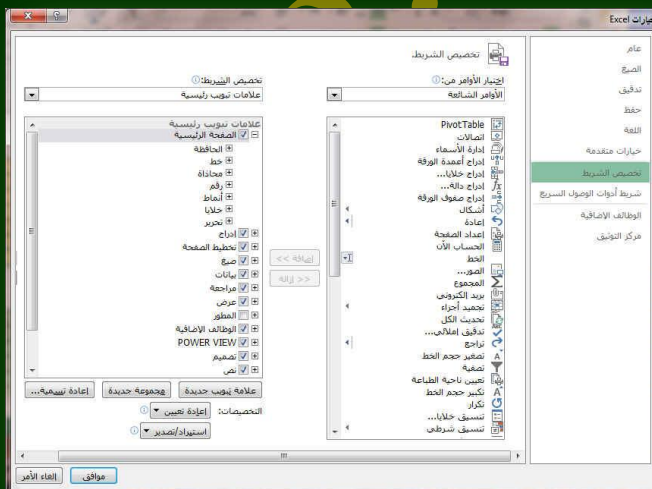 خيارات Excel
عام
الصيغ
تدقيق
حفظ
اللغة
خيارات متقدمة
تخصيص الشريط
شريط أدوات الوصول السريع
الوظائف الإضافية
مركز التوثيق
تخصيص الشريط.
اختيار الأوامر من:
الأوامر الشائعة
PivotTable
اتصالات
إدارة الأسماء
إدراج أعمدة الورقة
إدراج خلايا...
إدراج دالة...
إدراج صفوف الورقة
أشكال
إعادة
إعداد الصفحة
الحساب الآن
الخط
الصور...
المجموع
بريد إلكتروني
تجميد أجزاء
تحديث الكل
تدقيق إملائي...
تراجع
تصغير حجم الخط
تصفية
تعيين ناحية الطباعة
تكبير حجم الخط
تكرار
تنسيق خلايا...
تنسيق شرطي
إضافة >>
<< إزالة
تخصيص الشريط:
علامات تبويب رئيسية
علامات تبويب رئيسية
الصفحة الرئيسية
الحافظة
خط
محاذاة
رقم
أنماط
خلايا
تحرير
إدراج
تخطيط الصفحة
صيغ
بيانات
مراجعة
عرض
المطور
الوظائف الإضافية
POWER VIEW
تصميم
نص
علامة تبويب جديدة
مجموعة جديدة
إعادة تسمية...
التخصيصات:
إعادة تعيين
استيراد/تصدير
موافق
إلغاء الأمر